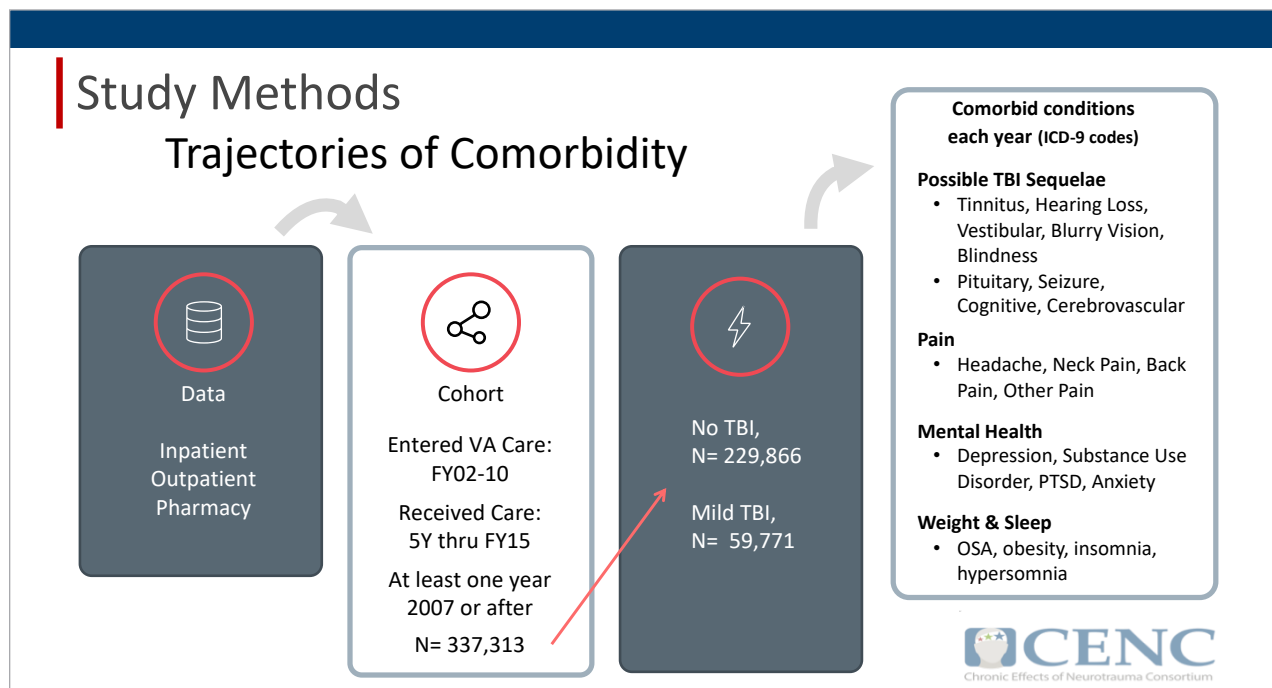 Study Methods
Trajectories of Comorbidity
Data
Inpatient
Outpatient
Pharmacy
Cohort
Entered VA Care:
FY02-10
Received Care:
5Y thru FY15
At least one year
2007 or after
N= 337,313
No TBI,
N= 229,866
Mild TBI,
N=  59,771
Comorbid conditions
each year (ICD-9 codes)
Possible TBI Sequelae
• Tinnitus, Hearing Loss,
Vestibular, Blurry Vision,
Blindness
• Pituitary, Seizure,
Cognitive, Cerebrovascular
Pain
• Headache, Neck Pain, Back
Pain, Other Pain
Mental Health
• Depression, Substance Use
Disorder, PTSD, Anxiety
Weight & Sleep
• OSA, obesity, insomnia,
hypersomnia
CENC
Chronic Effects of Neurotrauma Consortium